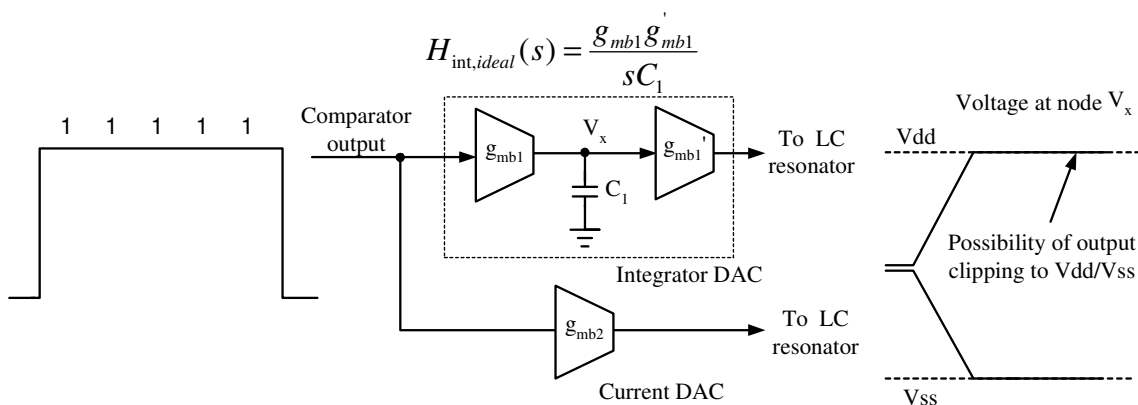 H_int,ideal(s) = g_mb1 g'_mb1 / sC_1
1 1 1 1 1
Comparator
output
g_mb1
V_x
g_mb1'
C_1
To LC
resonator
Integrator DAC
g_mb2
To LC
resonator
Current DAC
Voltage at node V_x
Vdd
Possibility of output
clipping to Vdd/Vss
Vss